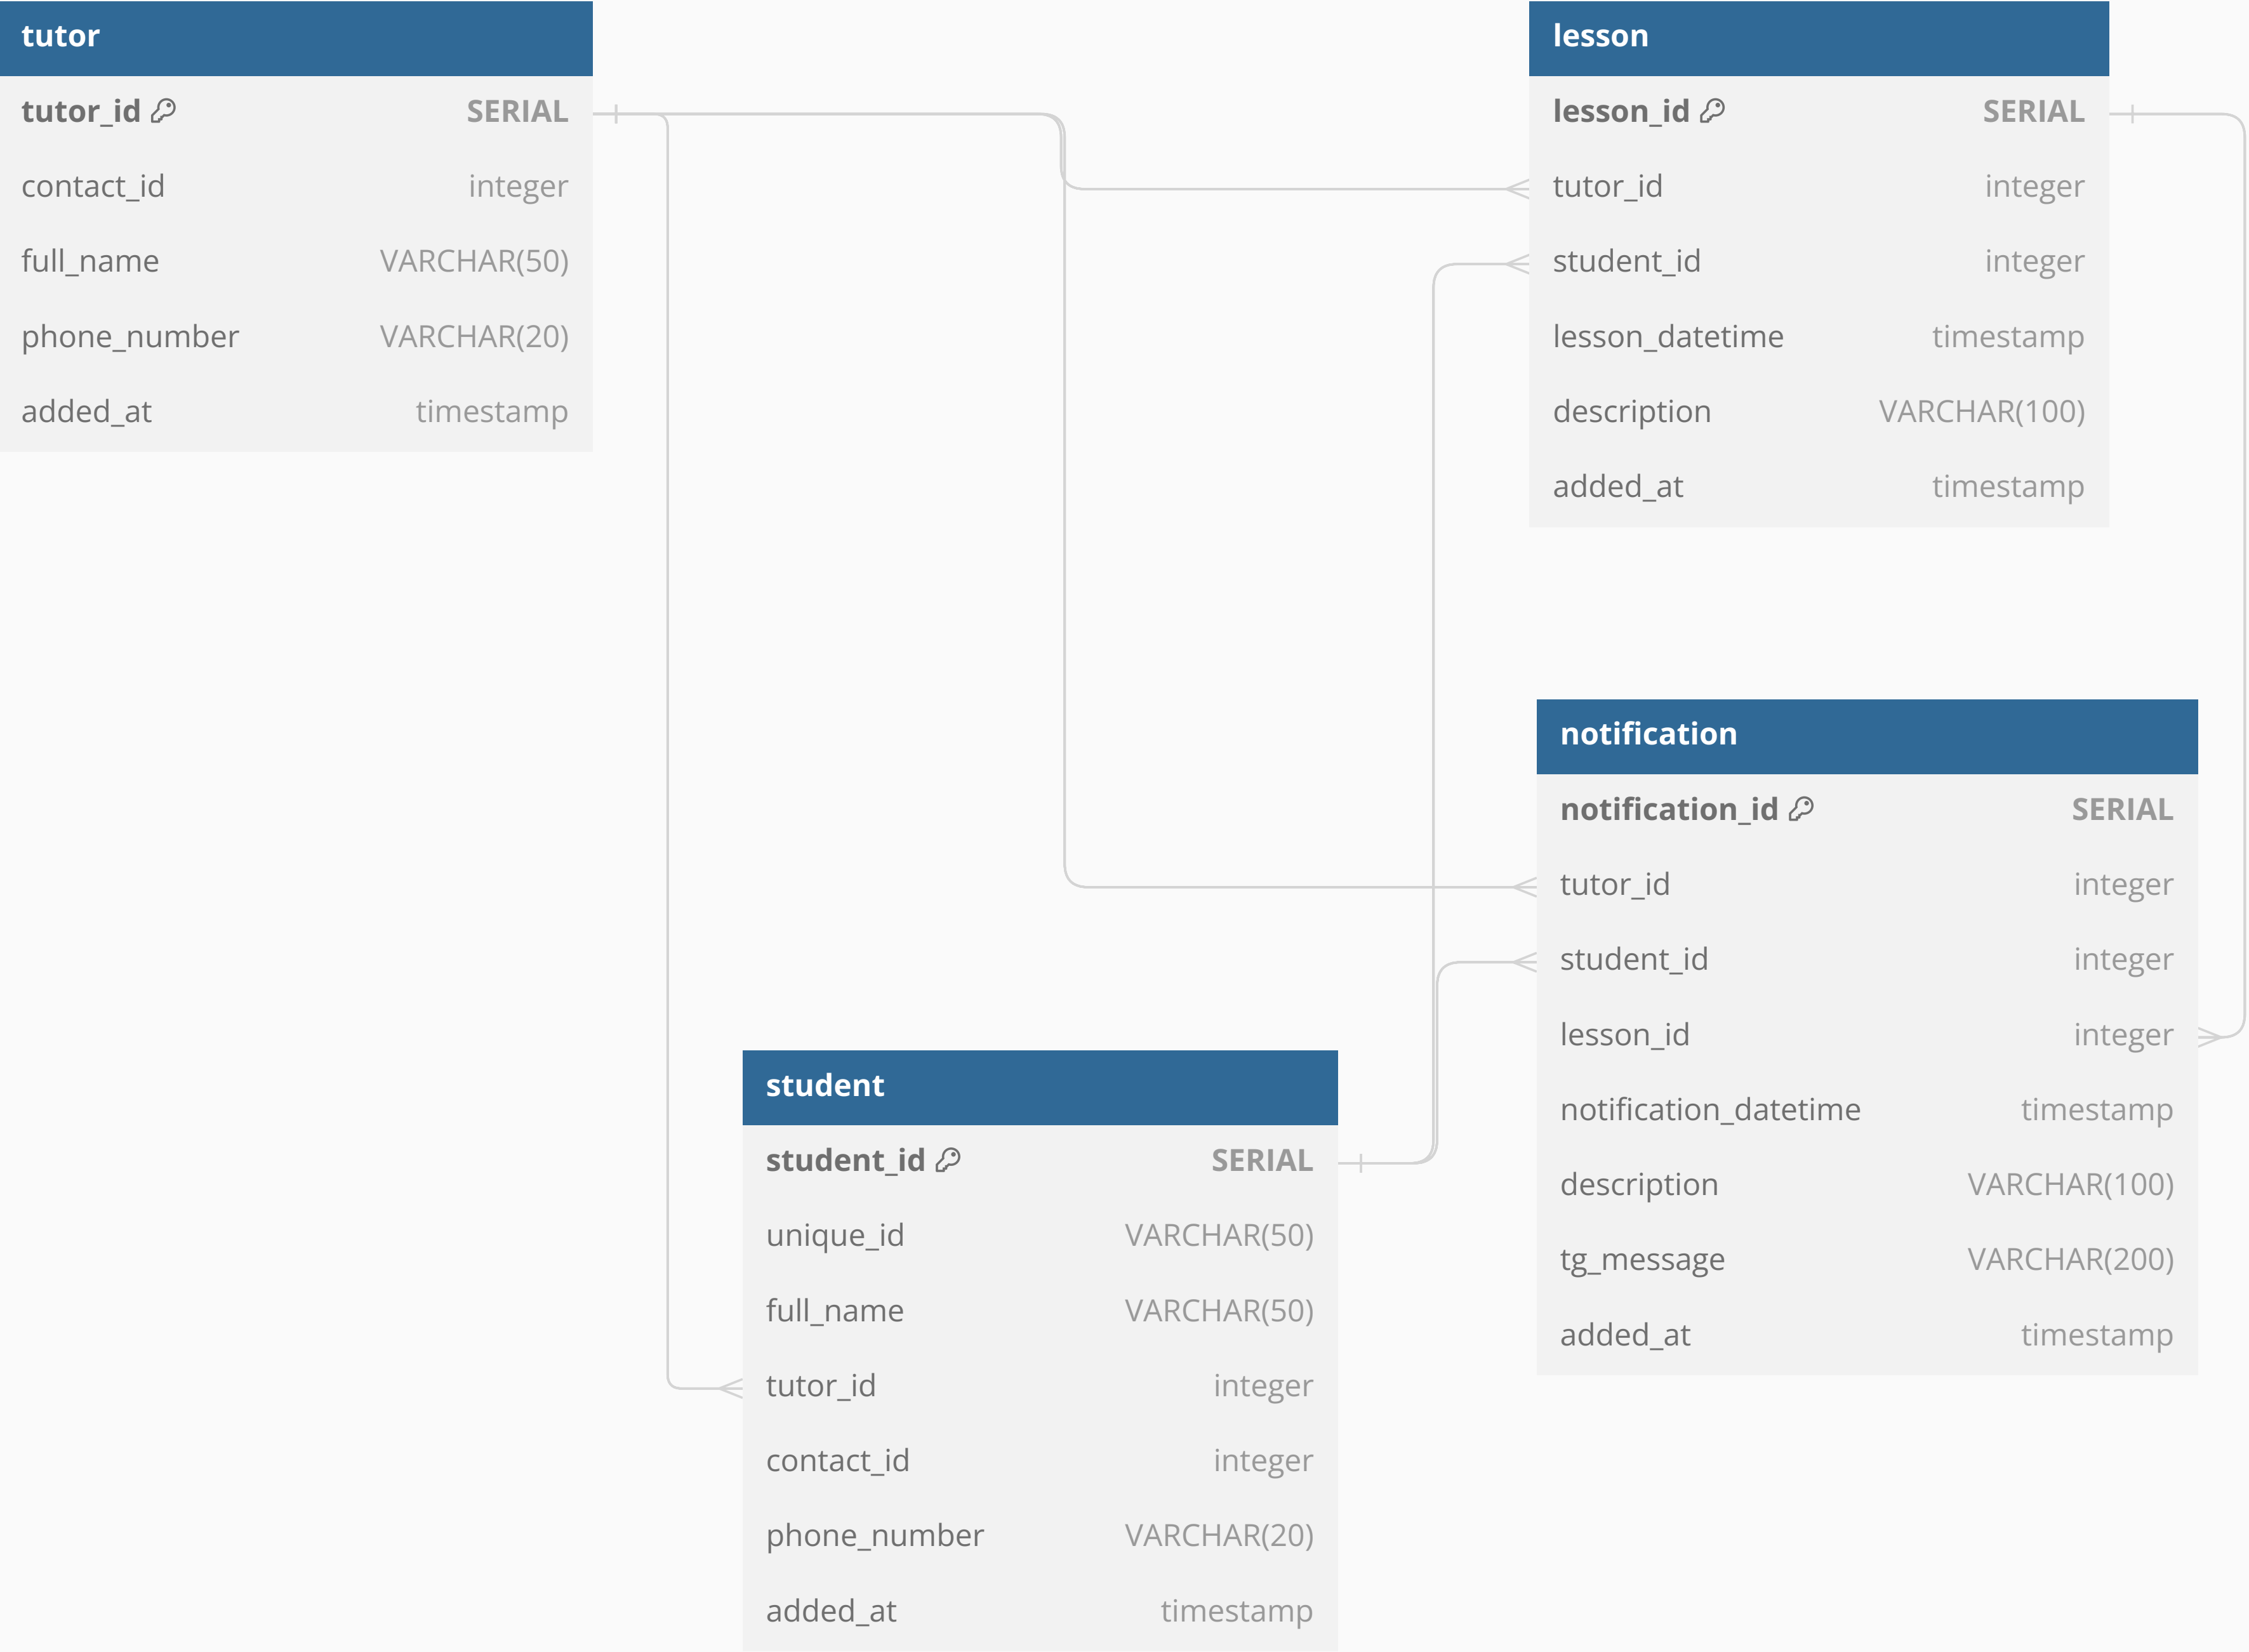 tutor
tutor_id SERIAL
contact_id integer
full_name VARCHAR(50)
phone_number VARCHAR(20)
added_at timestamp
lesson
lesson_id SERIAL
tutor_id integer
student_id integer
lesson_datetime timestamp
description VARCHAR(100)
added_at timestamp
notification
notification_id SERIAL
tutor_id integer
student_id integer
lesson_id integer
notification_datetime timestamp
description VARCHAR(100)
tg_message VARCHAR(200)
added_at timestamp
student
student_id SERIAL
unique_id VARCHAR(50)
full_name VARCHAR(50)
tutor_id integer
contact_id integer
phone_number VARCHAR(20)
added_at timestamp